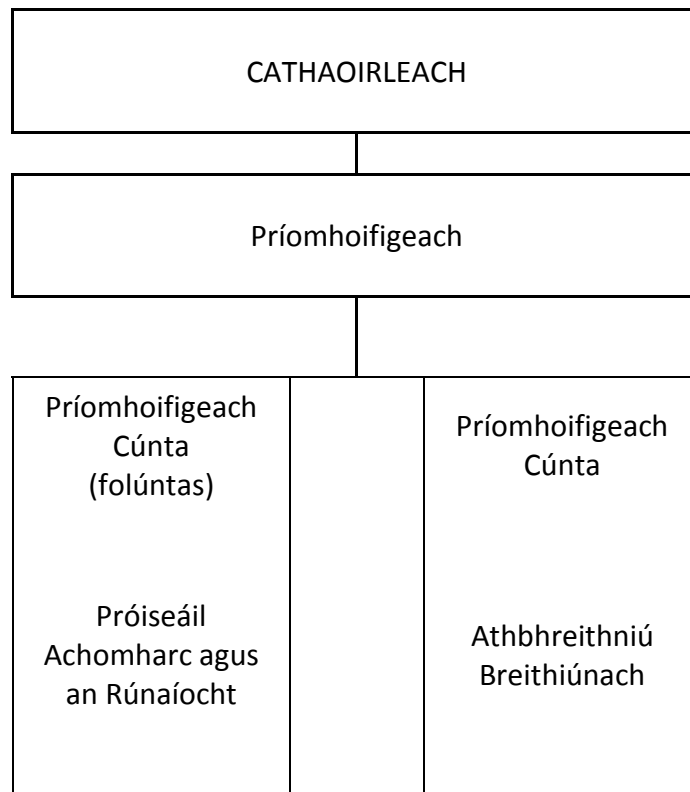 CATHAOIRLEACH
Príomhoifigeach
Príomhoifigeach
Cúnta
(folúntas)
Próiseáil
Achomharc agus
an Rúnaíocht
Príomhoifigeach
Cúnta
Athbhreithniú
Breithiúnach